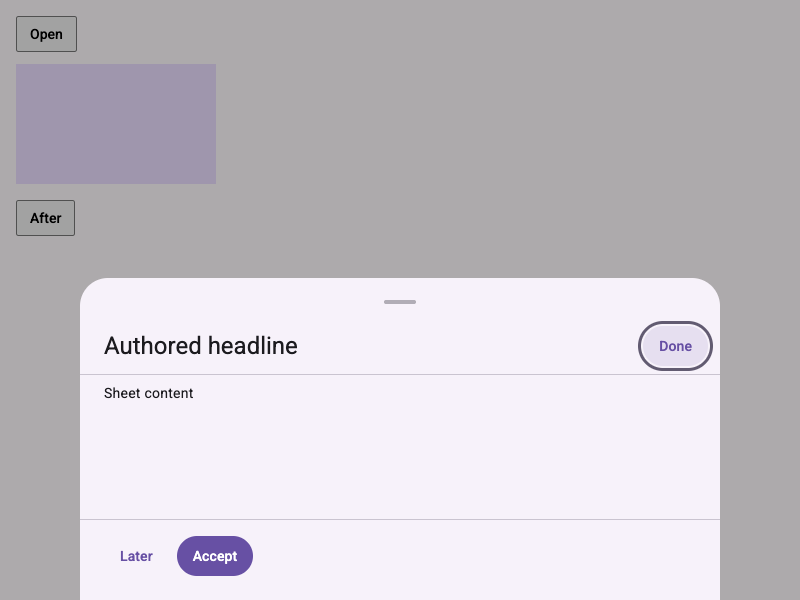 Open
After
Authored headline
Done
Sheet content
Later
Accept